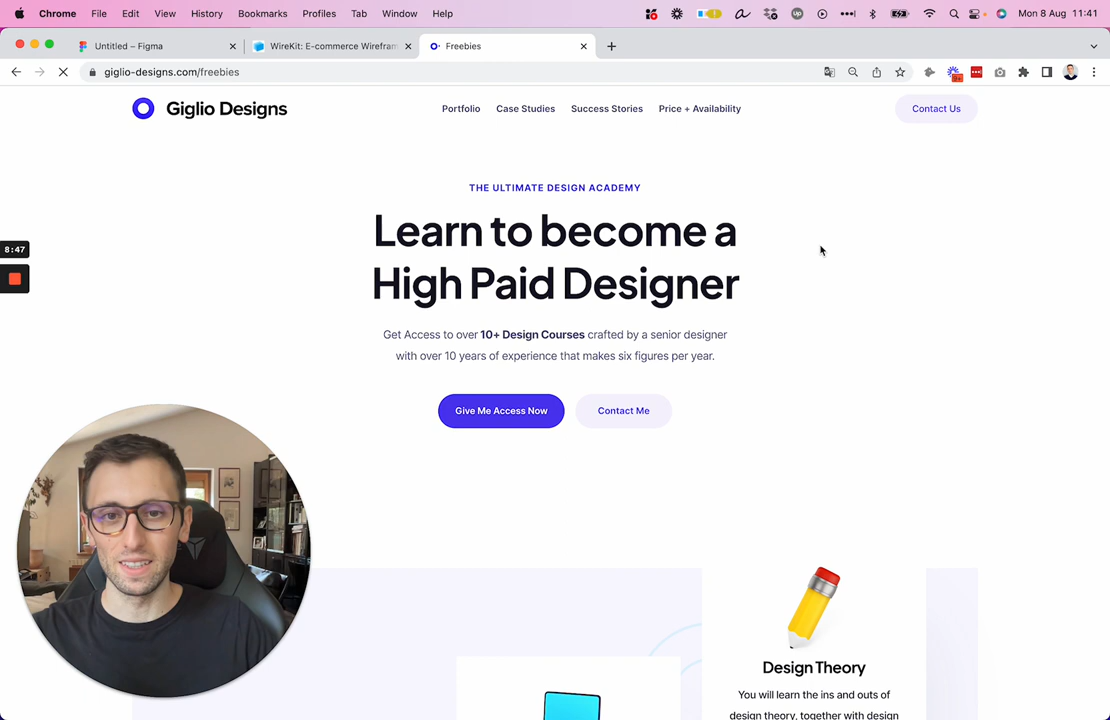 Chrome File Edit View History Bookmarks Profiles Tab Window Help Mon 8 Aug 11:41
Untitled – Figma WireKit: E-commerce Wirefram Freebies
giglio-designs.com/freebies
9+
Giglio Designs Portfolio Case Studies Success Stories Price + Availability Contact Us
THE ULTIMATE DESIGN ACADEMY
Learn to become a
High Paid Designer
8:47
Get Access to over 10+ Design Courses crafted by a senior designer
with over 10 years of experience that makes six figures per year.
Give Me Access Now Contact Me
Design Theory
You will learn the ins and outs of
design theory, together with design